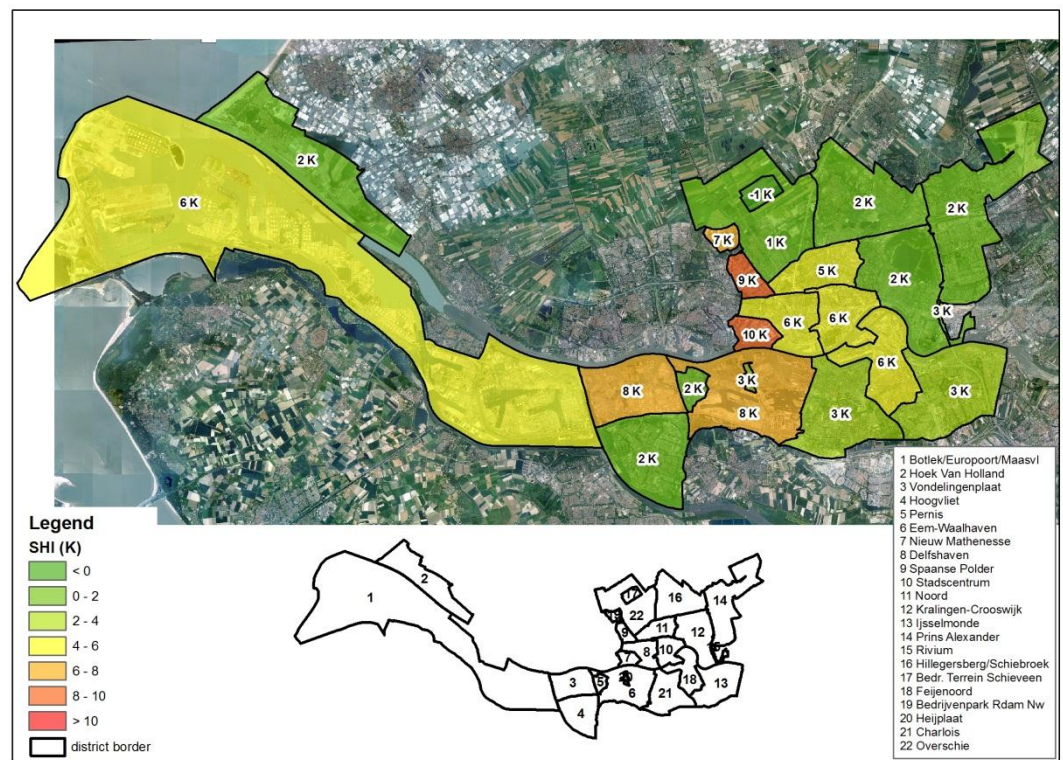 2 K
6 K
-1 K
2 K
2 K
7 K
1 K
5 K
9 K
2 K
3 K
6 K
6 K
10 K
6 K
8 K
2 K
3 K
8 K
3 K
3 K
2 K
Legend
SHI (K)
< 0
0 - 2
2 - 4
4 - 6
6 - 8
8 - 10
> 10
district border
1
2
3
4
5
6
7
8
9
10
11
12
13
14
16
17
18
19
20
21
22
1 Botlek/Europoort/Maasvl
2 Hoek Van Holland
3 Vondelingenplaat
4 Hoogvliet
5 Pernis
6 Eem-Waalhaven
7 Nieuw Mathenesse
8 Delfshaven
9 Spaanse Polder
10 Stadscentrum
11 Noord
12 Kralingen-Crooswijk
13 Ijsselmonde
14 Prins Alexander
15 Rivium
16 Hillegersberg/Schiebroek
17 Bedr. Terrein Schieveen
18 Feijenoord
19 Bedrijvenpark Rdam Nw
20 Heijplaat
21 Charlois
22 Overschie